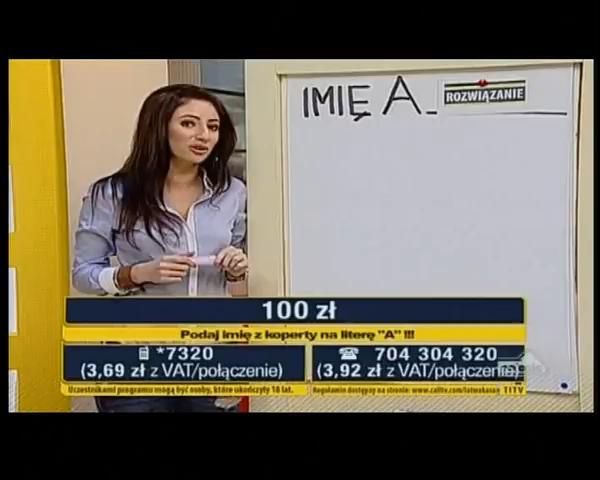 IMIĘ A_
ROZWIĄZANIE
100 zł
Podaj imię z koperty na literę "A" !!!
*7320
(3,69 zł z VAT/połączenie)
704 304 320
(3,92 zł z VAT/połączenie)
Uczestnikami programu mogą być osoby, które ukończyły 18 lat.
Regulamin dostępny na stronie: www.calltv.com/latwakasa